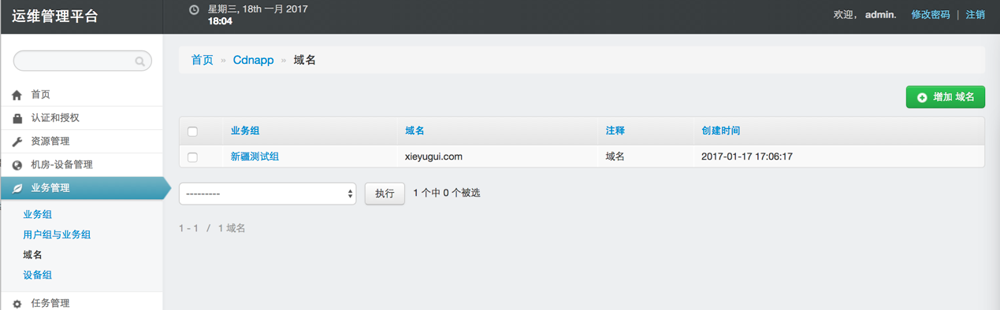 运维管理平台
星期三, 18th 一月 2017
18:04
欢迎， admin. 修改密码 | 注销
首页 » Cdnapp » 域名
首页
认证和授权
资源管理
机房-设备管理
业务管理
业务组
用户组与业务组
域名
设备组
任务管理
增加 域名
业务组 域名 注释 创建时间
新疆测试组 xieyugui.com 域名 2017-01-17 17:06:17
--------- 执行 1 个中 0 个被选
1 - 1 / 1 域名